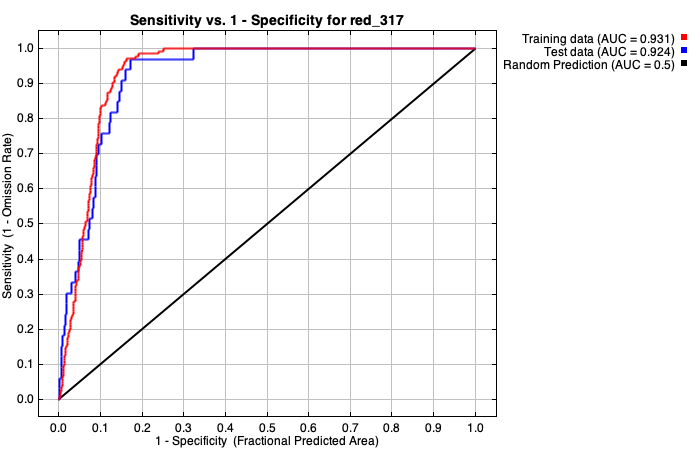 Sensitivity vs. 1 - Specificity for red_317
Training data (AUC = 0.931)
Test data (AUC = 0.924)
Random Prediction (AUC = 0.5)
Sensitivity (1 - Omission Rate)
1.0
0.9
0.8
0.7
0.6
0.5
0.4
0.3
0.2
0.1
0.0
0.0 0.1 0.2 0.3 0.4 0.5 0.6 0.7 0.8 0.9 1.0
1 - Specificity (Fractional Predicted Area)